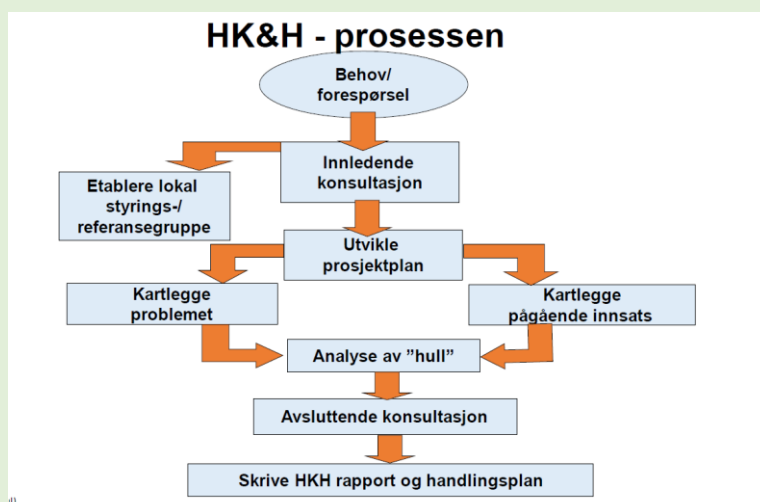 HK&H - prosessen
Behov/
forespørsel
Innledende
konsultasjon
Etablere lokal
styrings-/
referansegruppe
Utvikle
prosjektplan
Kartlegge
problemet
Kartlegge
pågående innsats
Analyse av ”hull”
Avsluttende konsultasjon
Skrive HKH rapport og handlingsplan